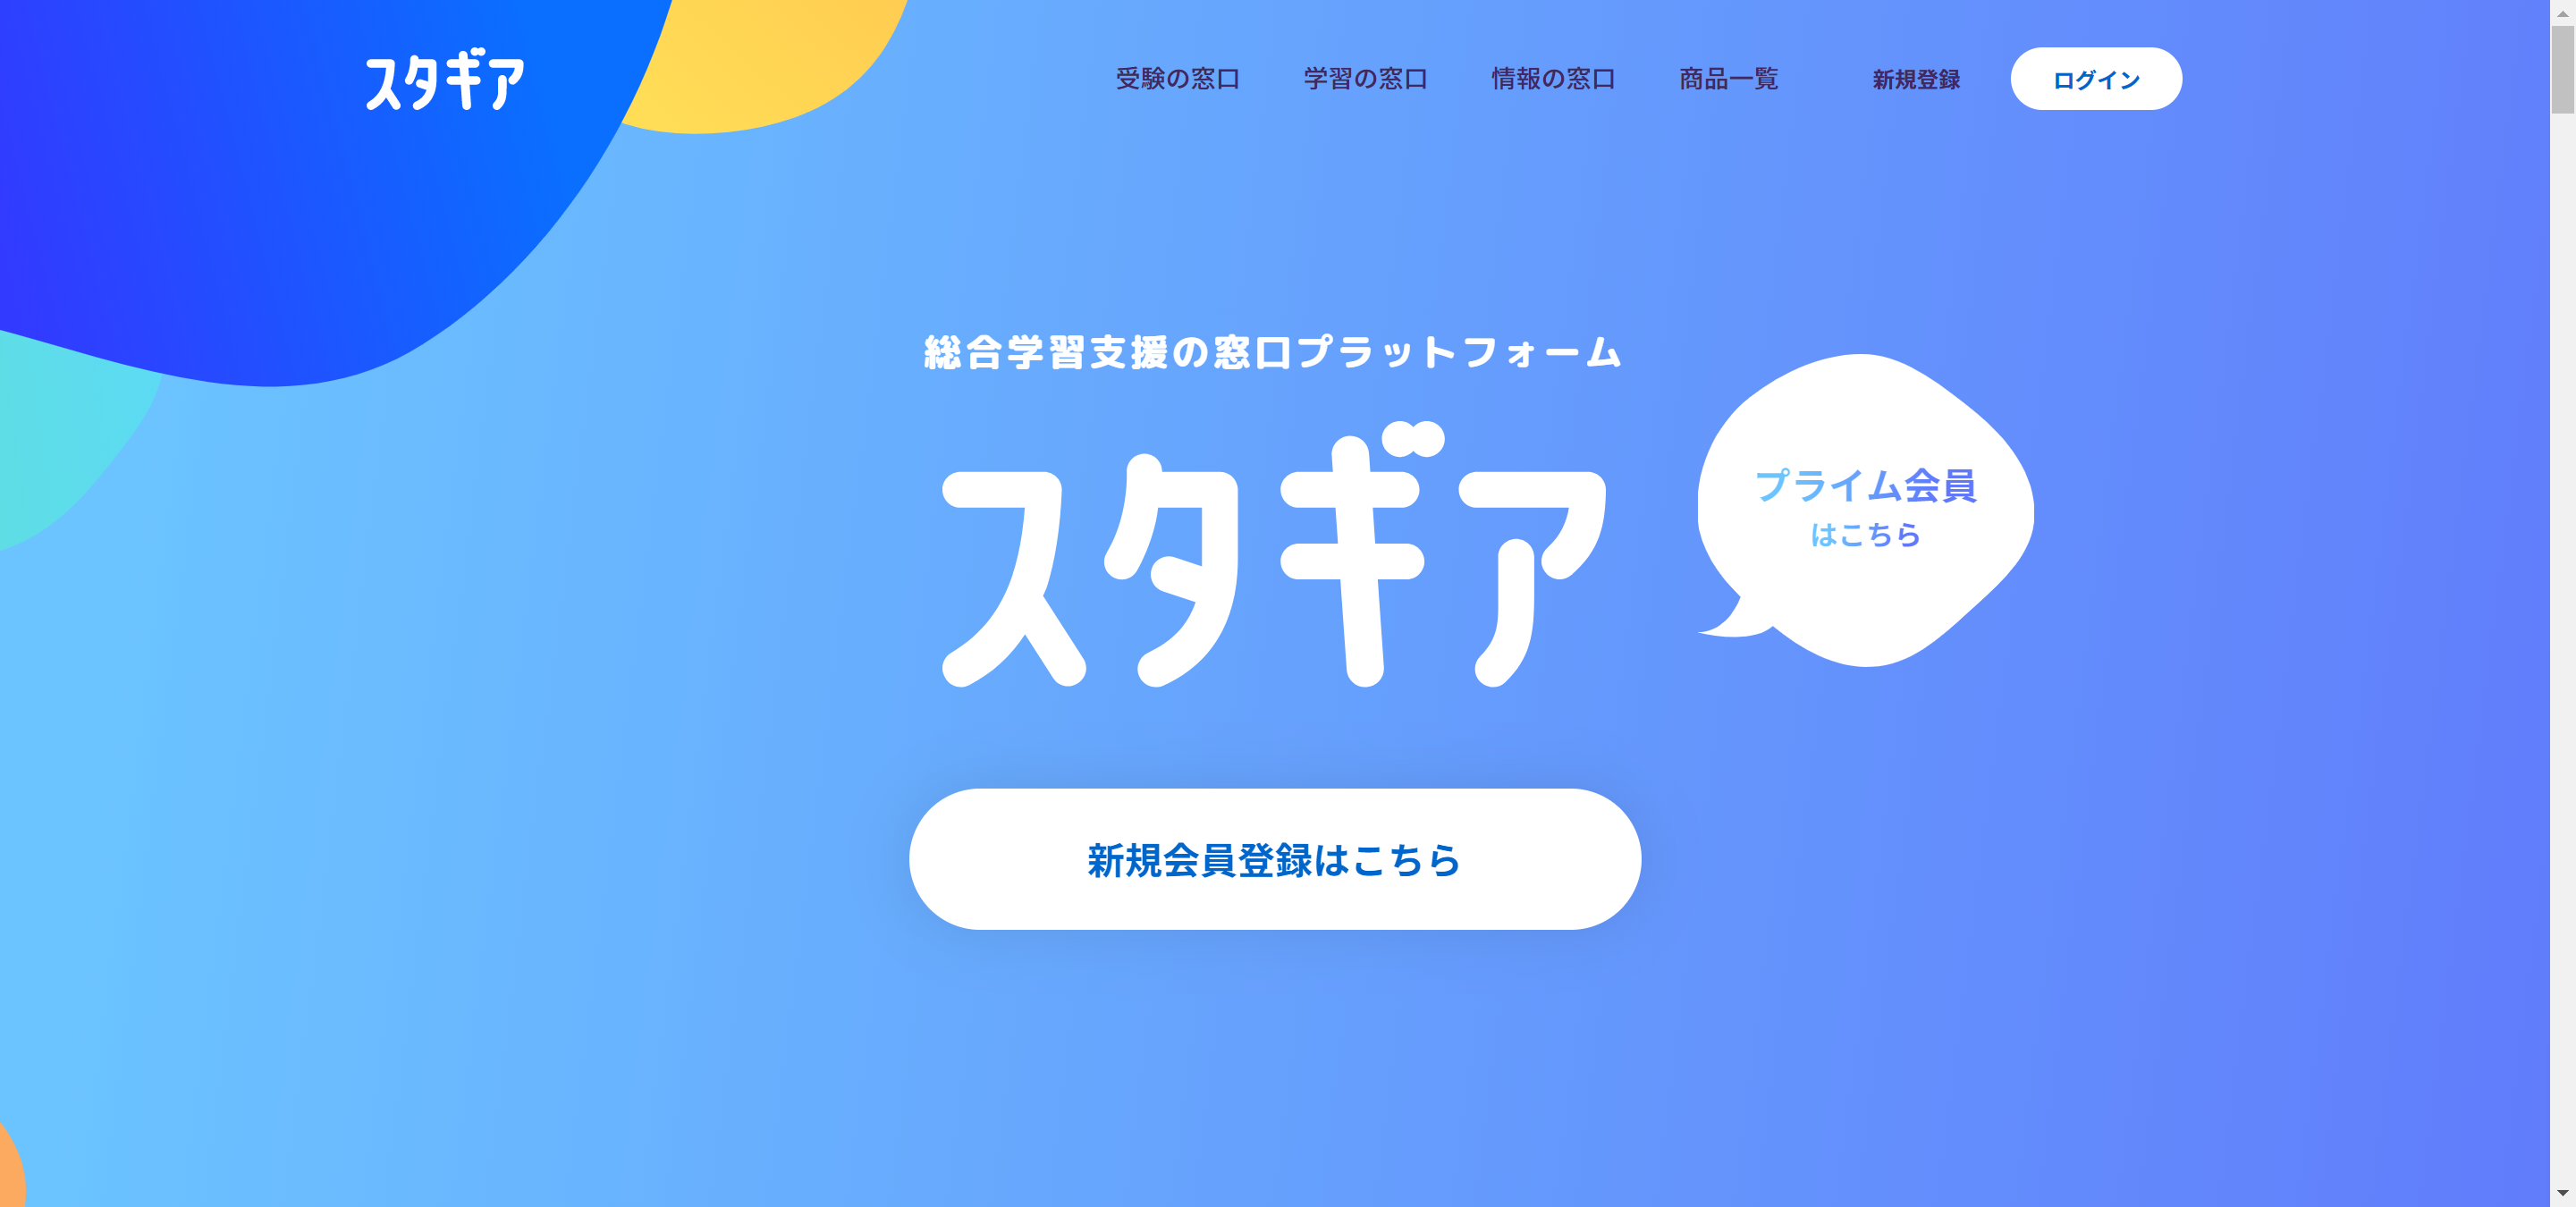 スタギア
受験の窓口 学習の窓口 情報の窓口 商品一覧 新規登録 ログイン
総合学習支援の窓口プラットフォーム
スタギア
プライム会員
はこちら
新規会員登録はこちら